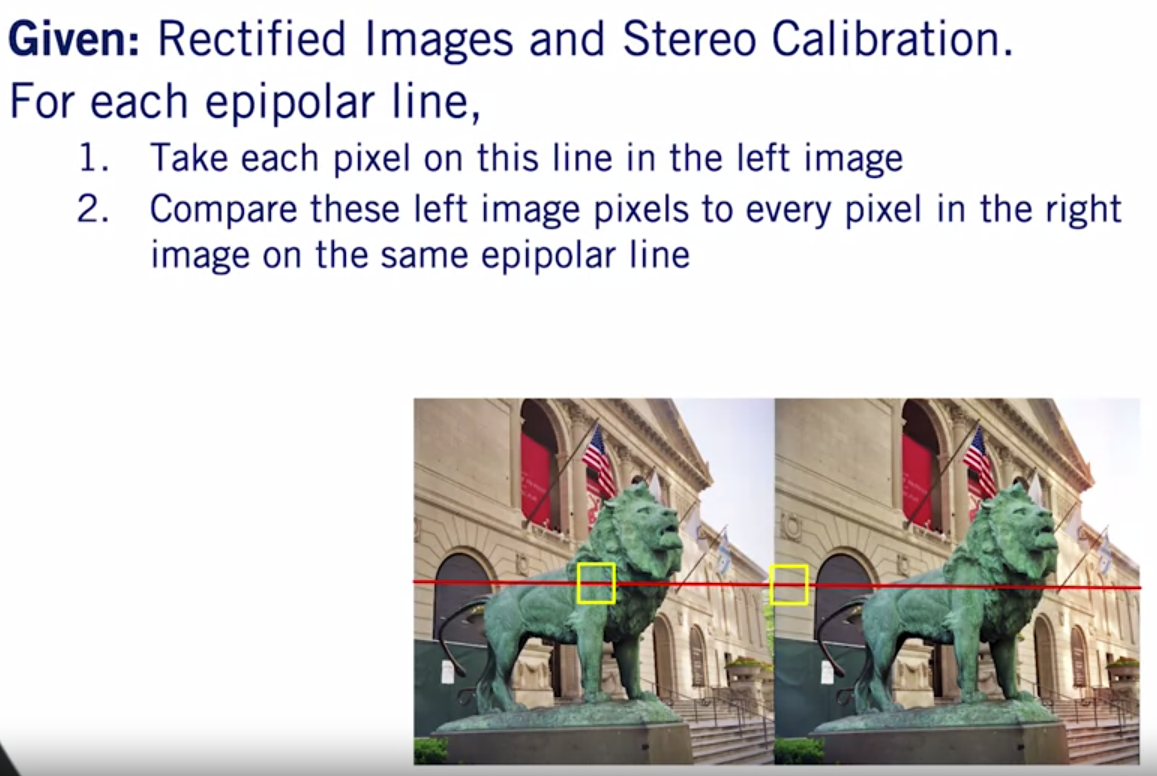 Given: Rectified Images and Stereo Calibration.
For each epipolar line,
1. Take each pixel on this line in the left image
2. Compare these left image pixels to every pixel in the right
image on the same epipolar line